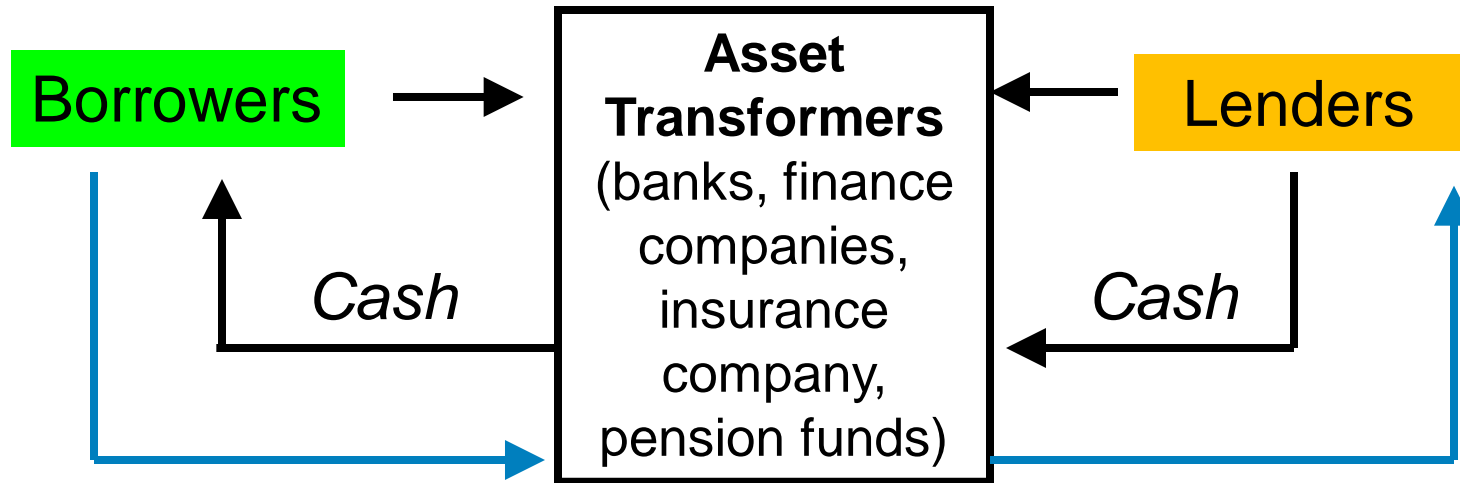 Borrowers
Asset
Transformers
(banks, finance
companies,
insurance
company,
pension funds)
Lenders
Cash
Cash